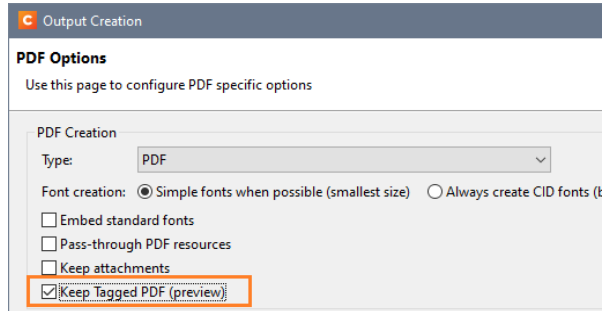 C Output Creation
PDF Options
Use this page to configure PDF specific options
PDF Creation
Type: PDF
Font creation: Simple fonts when possible (smallest size) Always create CID fonts (b
Embed standard fonts
Pass-through PDF resources
Keep attachments
Keep Tagged PDF (preview)